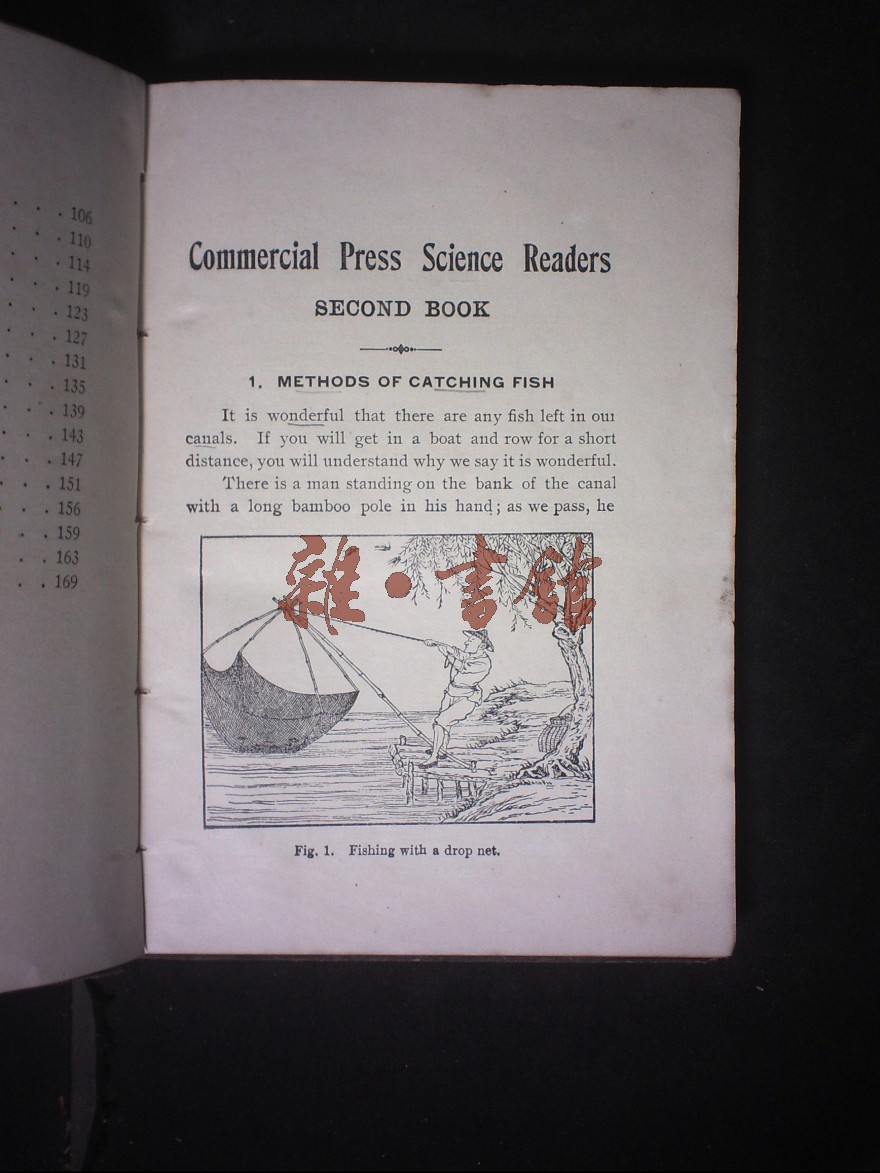 106
110
114
119
123
127
131
135
139
143
147
151
156
159
163
169
Commercial Press Science Readers
SECOND BOOK
1. METHODS OF CATCHING FISH
It is wonderful that there are any fish left in our
canals. If you will get in a boat and row for a short
distance, you will understand why we say it is wonderful.
There is a man standing on the bank of the canal
with a long bamboo pole in his hand; as we pass, he
雜·書館
Fig. 1. Fishing with a drop net.